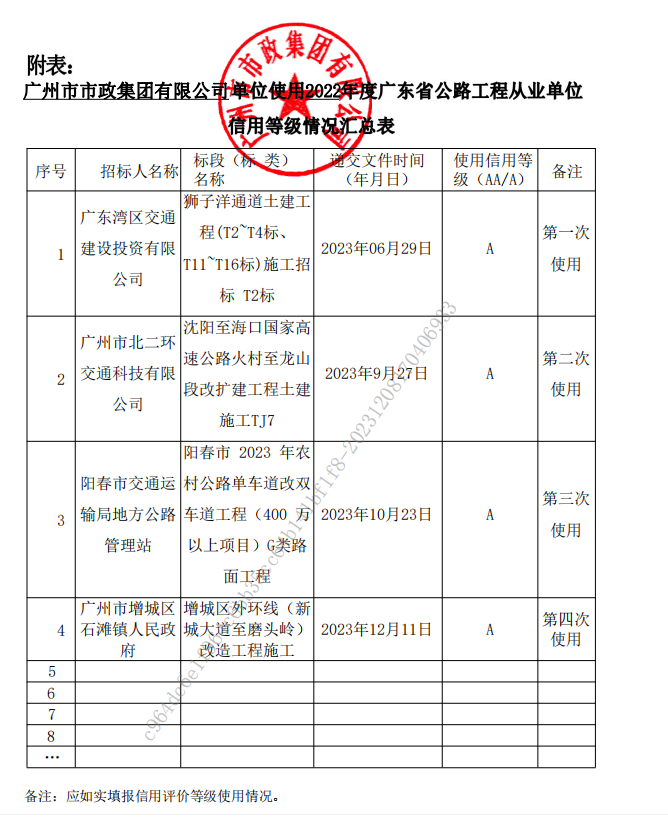 附表:
广州市市政集团有限公司单位使用2022年度广东省公路工程从业单位
信用等级情况汇总表
序号 招标人名称 标段（标 类）名称 递交文件时间（年月日） 使用信用等级（AA/A） 备注
1 广东湾区交通建设投资有限公司 狮子洋通道土建工程(T2~T4标、T11~T16标)施工招标 T2标 2023年06月29日 A 第一次使用
2 广州市北二环交通科技有限公司 沈阳至海口国家高速公路火村至龙山段改扩建工程土建施工TJ7 2023年9月27日 A 第二次使用
3 阳春市交通运输局地方公路管理站 阳春市 2023 年农村公路单车道改双车道工程（400 万以上项目）G类路面工程 2023年10月23日 A 第三次使用
4 广州市增城区石滩镇人民政府 增城区外环线（新城大道至磨头岭）改造工程施工 2023年12月11日 A 第四次使用
5
6
7
8
…
备注: 应如实填报信用评价等级使用情况。
广州市市政集团有限公司